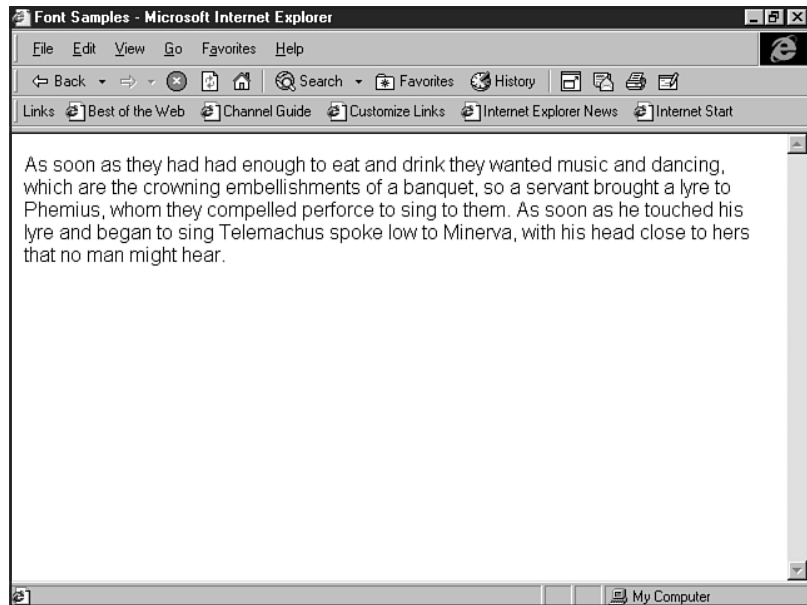 Font Samples - Microsoft Internet Explorer
File Edit View Go Favorites Help
Back Search Favorites History
Links Best of the Web Channel Guide Customize Links Internet Explorer News Internet Start
As soon as they had had enough to eat and drink they wanted music and dancing,
which are the crowning embellishments of a banquet, so a servant brought a lyre to
Phemius, whom they compelled perforce to sing to them. As soon as he touched his
lyre and began to sing Telemachus spoke low to Minerva, with his head close to hers
that no man might hear.
My Computer